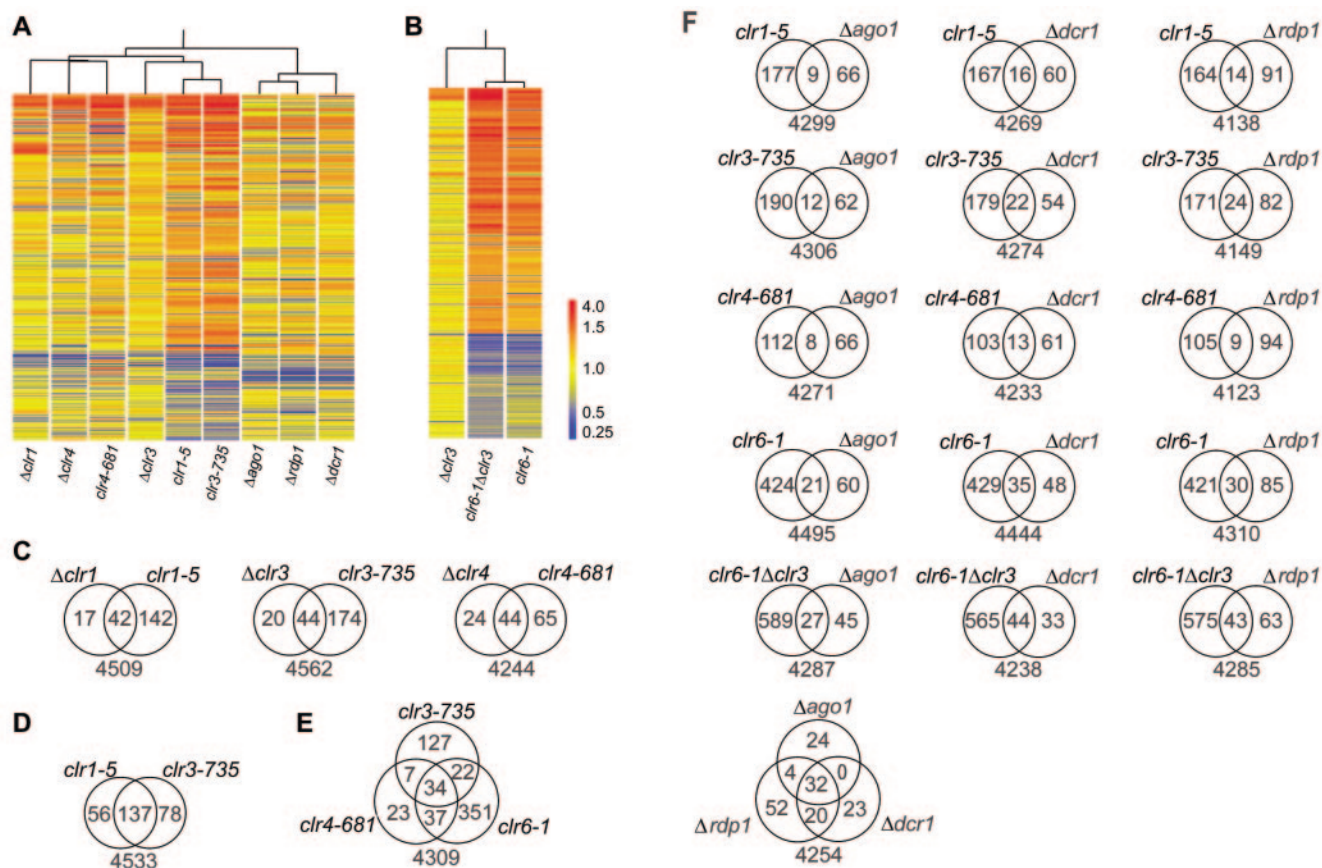 A
B
4.0
1.5
1.0
0.5
0.25
Δclr1
Δclr4
clr4-681
Δclr3
clr1-5
clr3-735
Δago1
Δrdp1
Δdcr1
Δclr3
clr6-1Δclr3
clr6-1
C
Δclr1 clr1-5
17 42 142
4509
Δclr3 clr3-735
20 44 174
4562
Δclr4 clr4-681
24 44 65
4244
D
clr1-5 clr3-735
56 137 78
4533
E
clr3-735
127
7 22
34
23 37 351
clr4-681 clr6-1
4309
F
clr1-5 Δago1
177 9 66
4299
clr1-5 Δdcr1
167 16 60
4269
clr1-5 Δrdp1
164 14 91
4138
clr3-735 Δago1
190 12 62
4306
clr3-735 Δdcr1
179 22 54
4274
clr3-735 Δrdp1
171 24 82
4149
clr4-681 Δago1
112 8 66
4271
clr4-681 Δdcr1
103 13 61
4233
clr4-681 Δrdp1
105 9 94
4123
clr6-1 Δago1
424 21 60
4495
clr6-1 Δdcr1
429 35 48
4444
clr6-1 Δrdp1
421 30 85
4310
clr6-1Δclr3 Δago1
589 27 45
4287
clr6-1Δclr3 Δdcr1
565 44 33
4238
clr6-1Δclr3 Δrdp1
575 43 63
4285
Δago1
24
4 0
32
52 20 23
Δrdp1 Δdcr1
4254